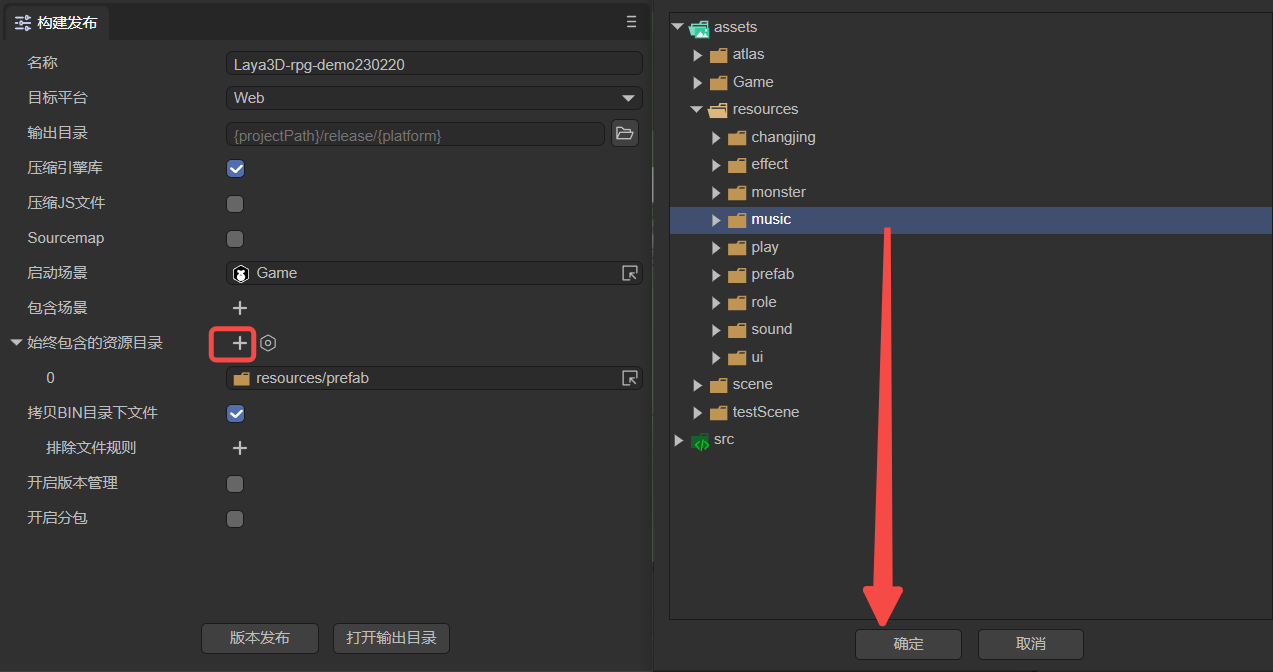 构建发布
名称
Laya3D-rpg-demo230220
目标平台
Web
输出目录
{projectPath}/release/{platform}
压缩引擎库
压缩JS文件
Sourcemap
启动场景
Game
包含场景
始终包含的资源目录
0
resources/prefab
拷贝BIN目录下文件
排除文件规则
开启版本管理
开启分包
版本发布
打开输出目录
assets
atlas
Game
resources
changjing
effect
monster
music
play
prefab
role
sound
ui
scene
testScene
src
确定
取消